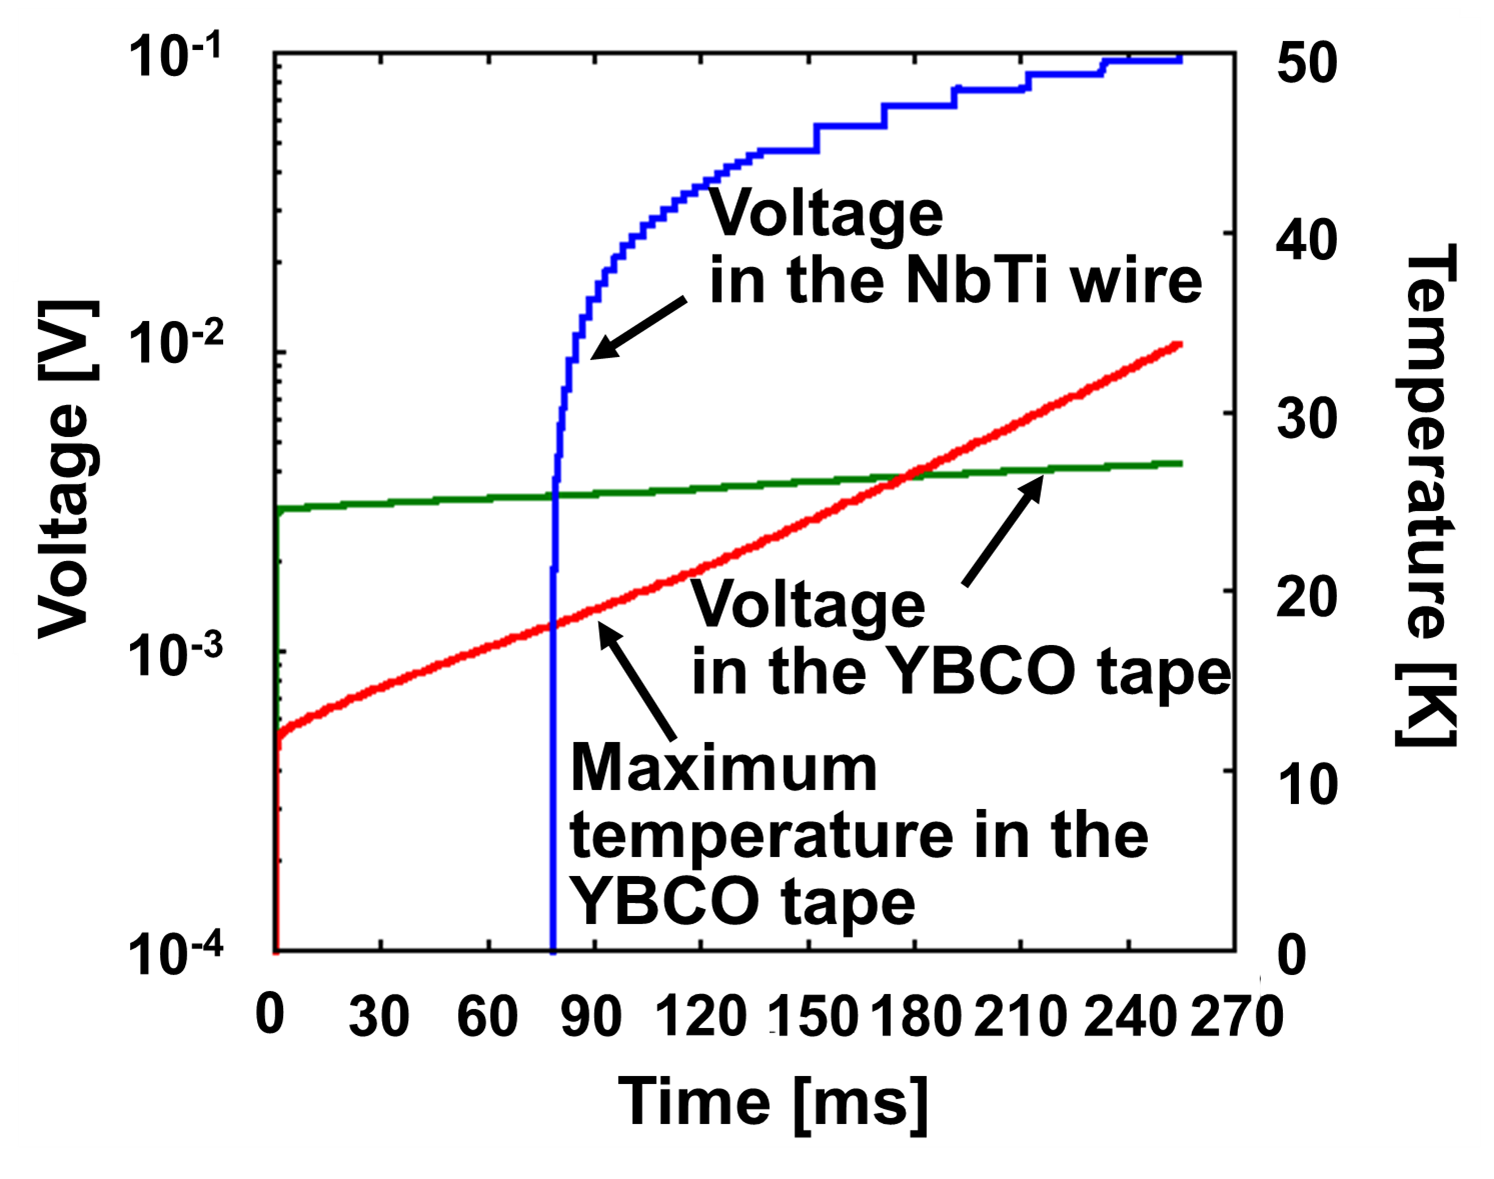 10-1
10-2
10-3
10-4
Voltage [V]
50
40
30
20
10
0
Temperature [K]
Voltage
in the NbTi wire
Voltage
in the YBCO tape
Maximum
temperature in the
YBCO tape
0 30 60 90 120 150 180 210 240 270
Time [ms]